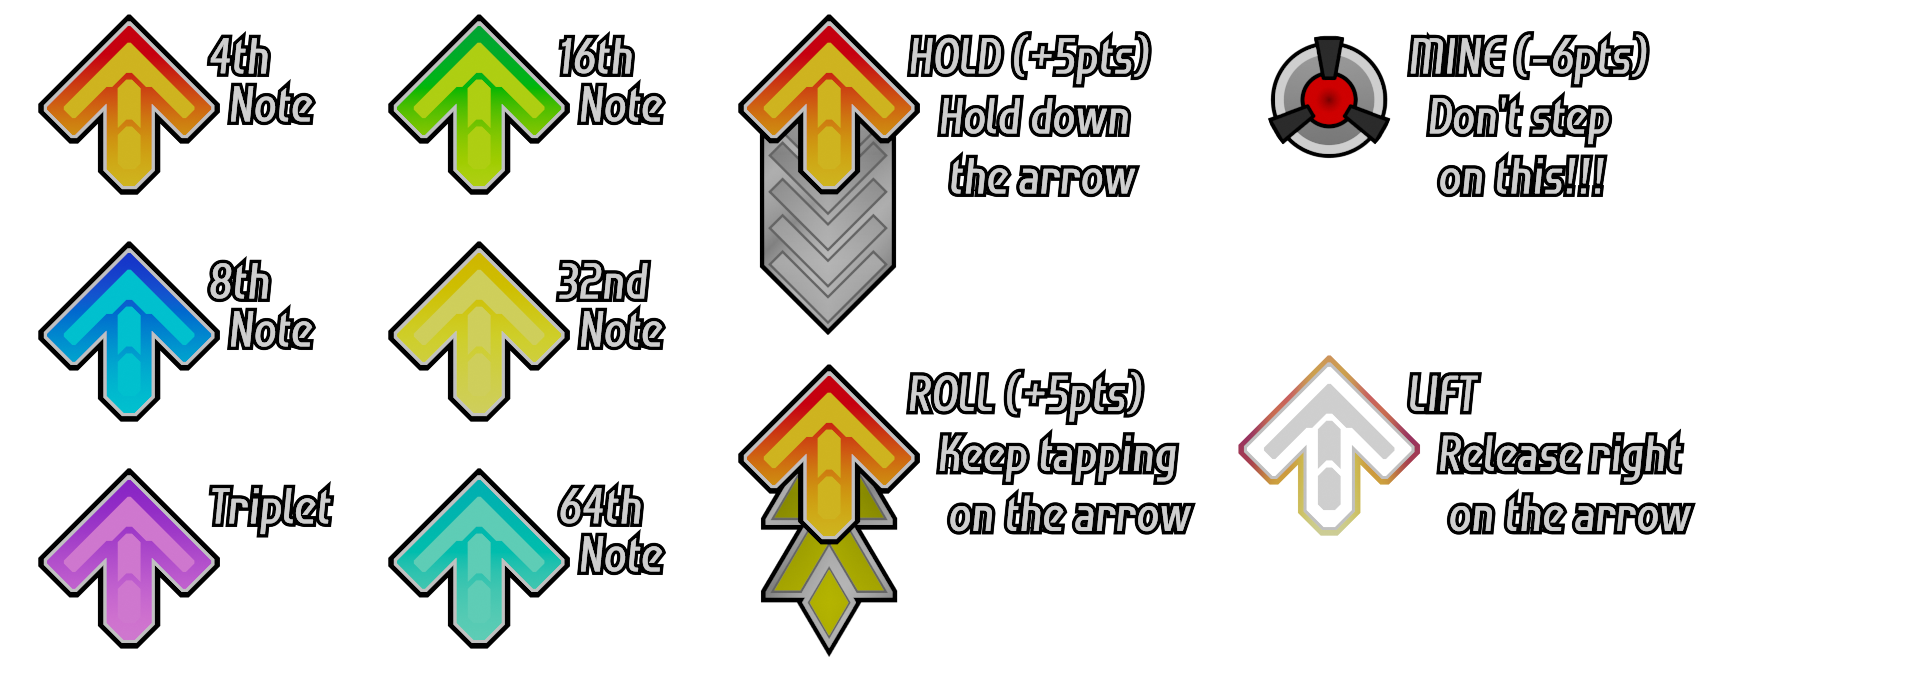 4th
Note
16th
Note
HOLD (+5pts)
Hold down
the arrow
MINE (-6pts)
Don't step
on this!!!
8th
Note
32nd
Note
ROLL (+5pts)
Keep tapping
on the arrow
LIFT
Release right
on the arrow
Triplet
64th
Note